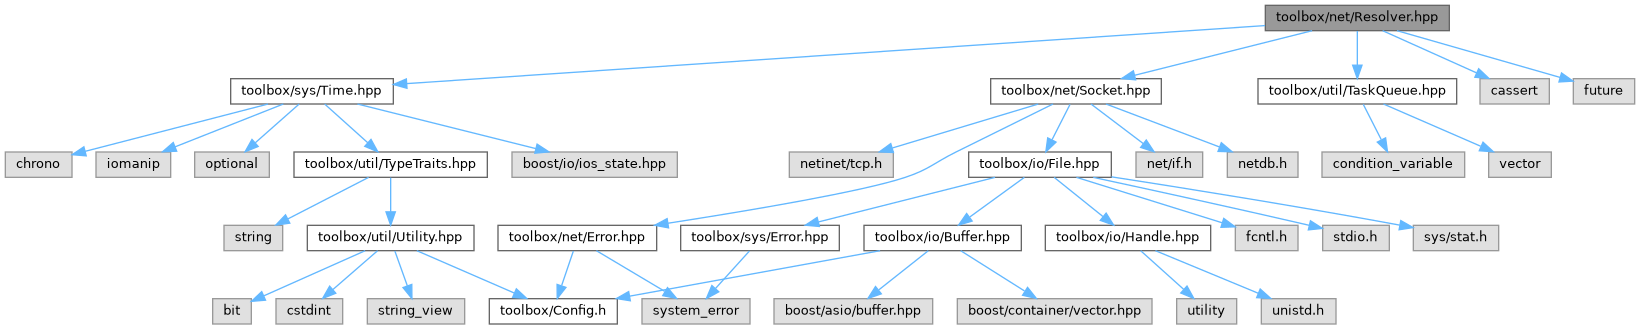 toolbox/net/Resolver.hpp
toolbox/sys/Time.hpp
toolbox/net/Socket.hpp
toolbox/util/TaskQueue.hpp
cassert
future
chrono
iomanip
optional
toolbox/util/TypeTraits.hpp
boost/io/ios_state.hpp
netinet/tcp.h
toolbox/io/File.hpp
net/if.h
netdb.h
condition_variable
vector
string
toolbox/util/Utility.hpp
toolbox/net/Error.hpp
toolbox/sys/Error.hpp
toolbox/io/Buffer.hpp
toolbox/io/Handle.hpp
fcntl.h
stdio.h
sys/stat.h
bit
cstdint
string_view
toolbox/Config.h
system_error
boost/asio/buffer.hpp
boost/container/vector.hpp
utility
unistd.h